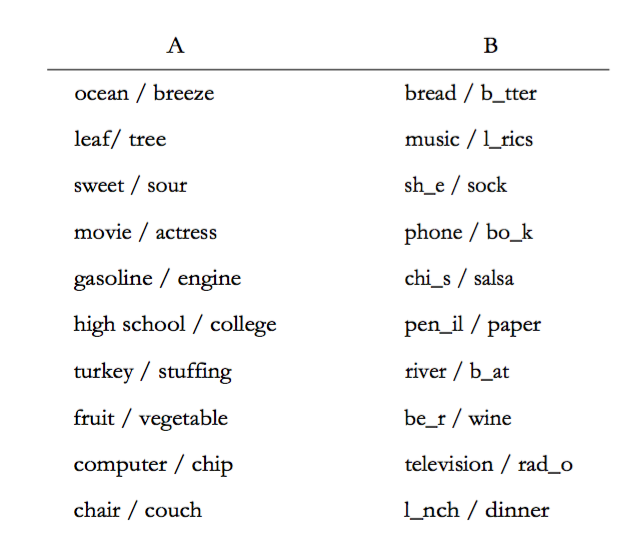 A B
ocean / breeze bread / b_tter
leaf/ tree music / l_rics
sweet / sour sh_e / sock
movie / actress phone / bo_k
gasoline / engine chi_s / salsa
high school / college pen_il / paper
turkey / stuffing river / b_at
fruit / vegetable be_r / wine
computer / chip television / rad_o
chair / couch l_nch / dinner